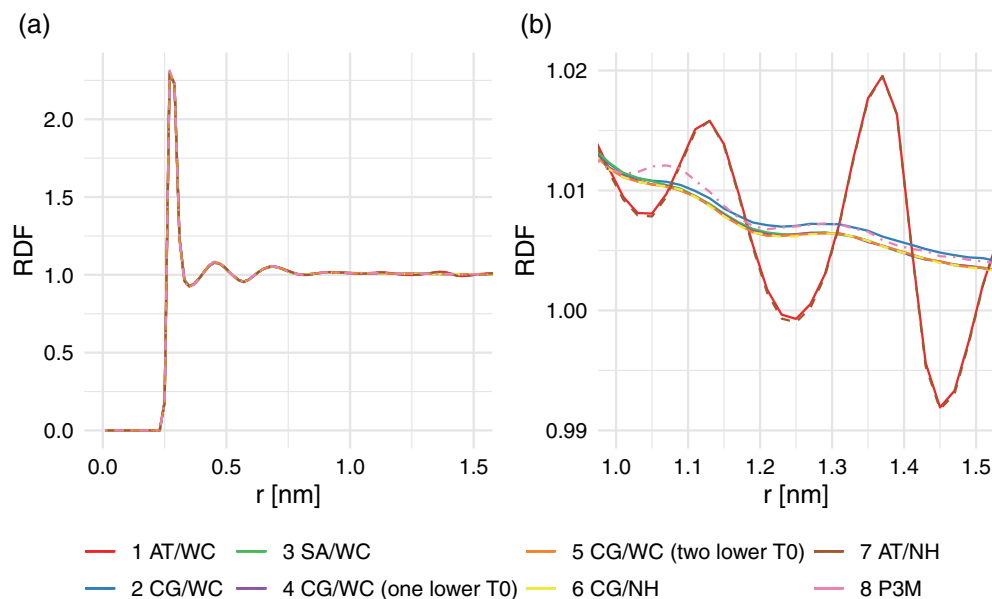 (a)
(b)
RDF
2.0
1.5
1.0
0.5
0.0
0.0 0.5 1.0 1.5
r [nm]
RDF
1.02
1.01
1.00
0.99
1.0 1.1 1.2 1.3 1.4 1.5
r [nm]
1 AT/WC 3 SA/WC 5 CG/WC (two lower T0) 7 AT/NH
2 CG/WC 4 CG/WC (one lower T0) 6 CG/NH 8 P3M